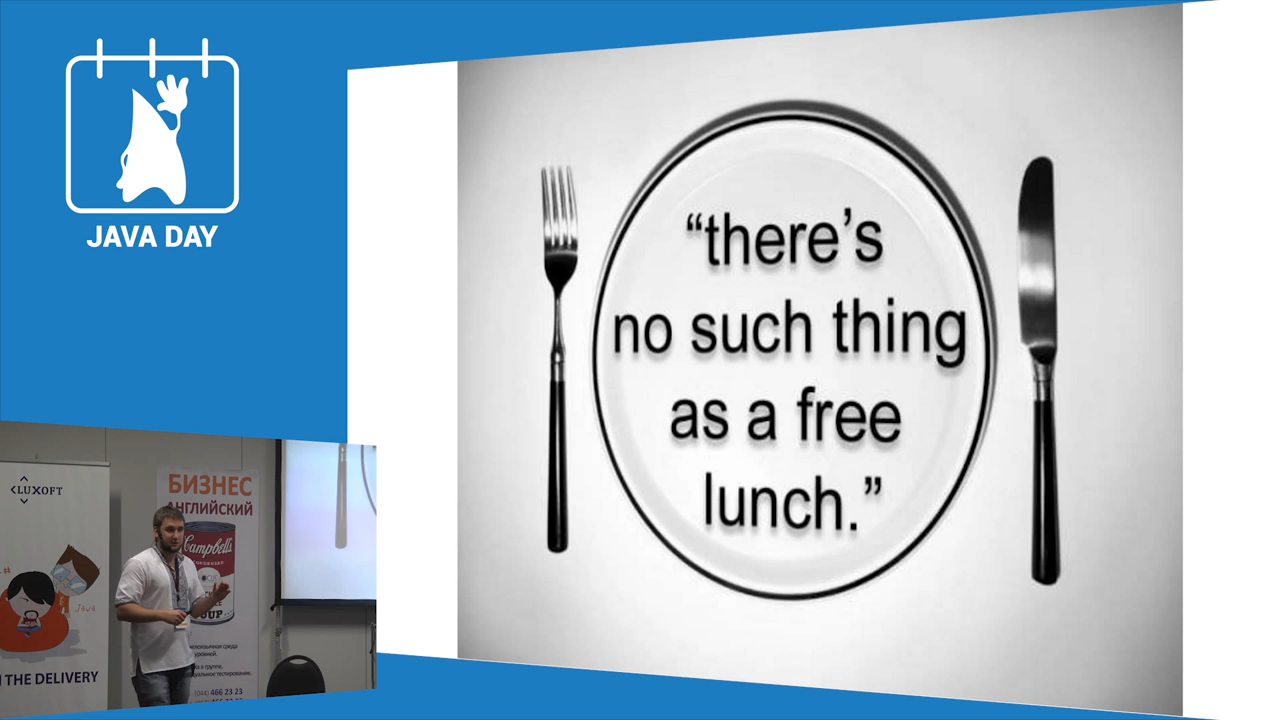 JAVA DAY
“there’s
no such thing
as a free
lunch.”
LUXOFT
БИЗНЕС
АНГЛИЙСКИЙ
Campbell's
SOUP
JAVA
THE DELIVERY
(044) 466 23 23